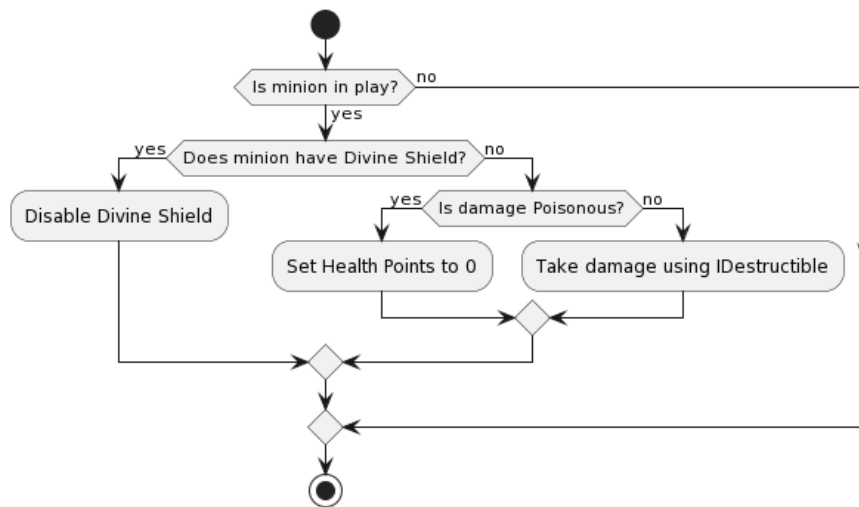 Is minion in play?
no
yes
yes
Does minion have Divine Shield?
no
Disable Divine Shield
yes
Is damage Poisonous?
no
Set Health Points to 0
Take damage using IDestructible